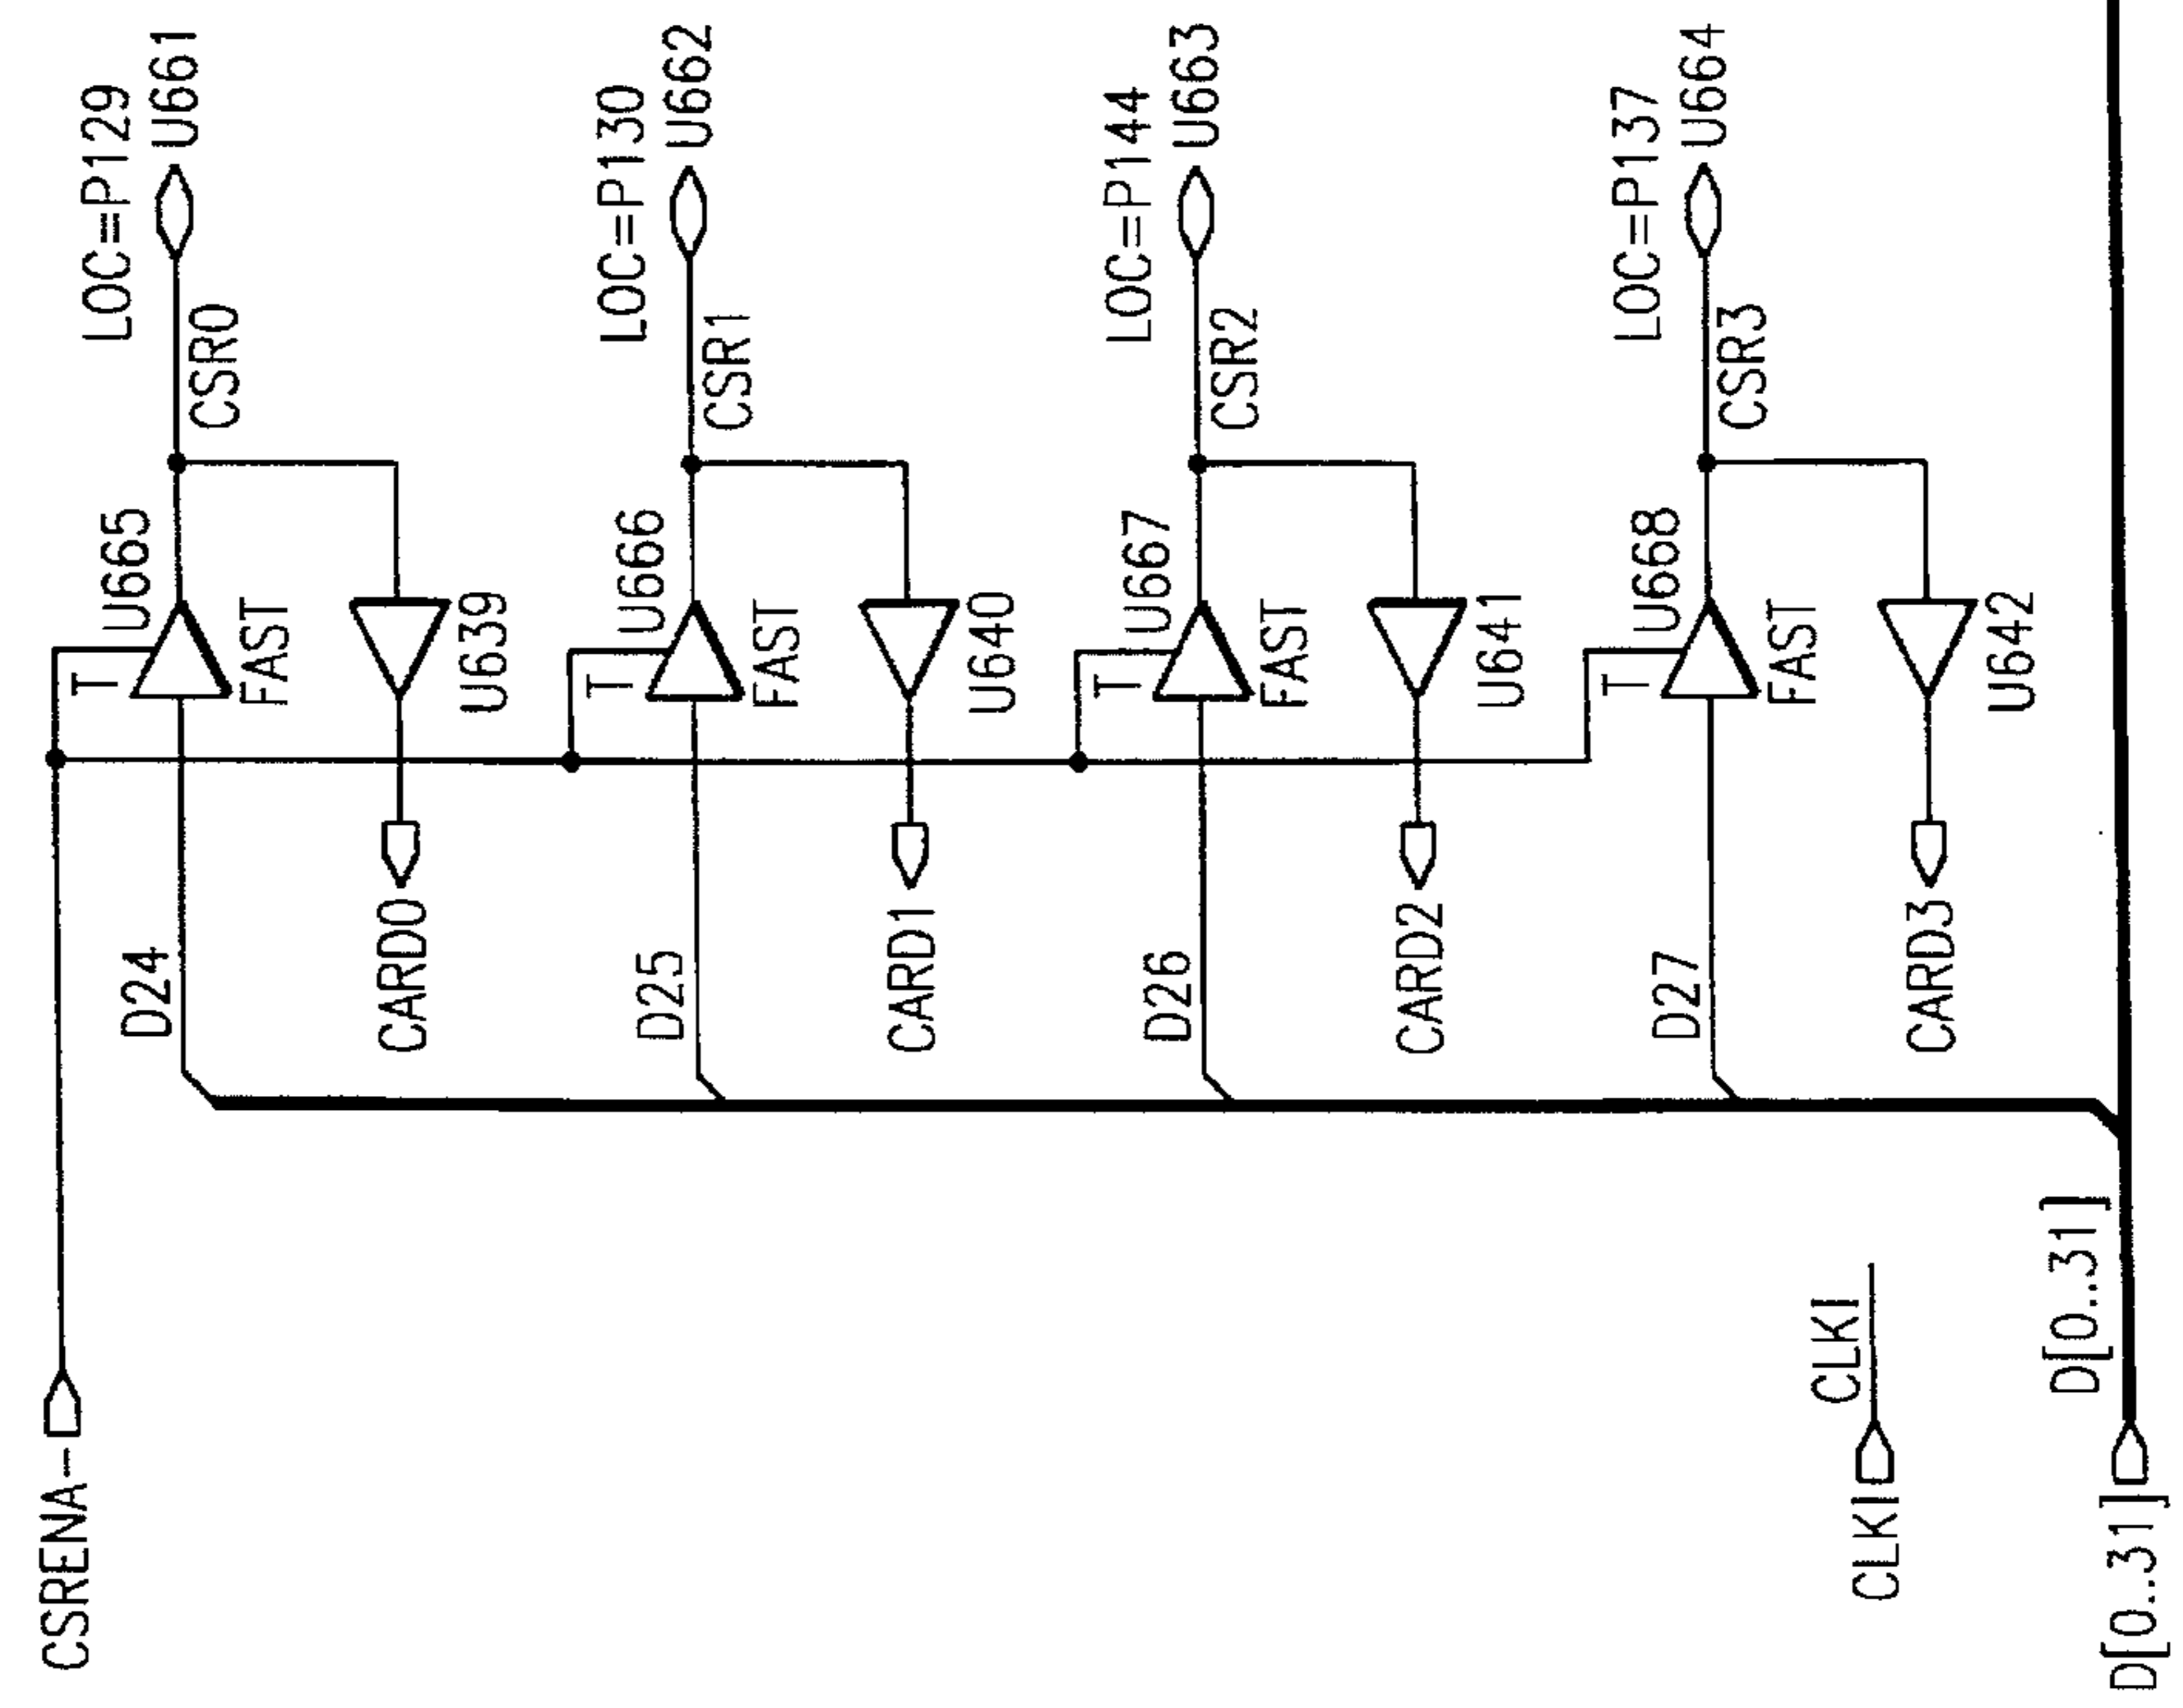 CSRENA-
D24
T
U665
FAST
CSR0
LOC=P129
U661
CARD0
U639
D25
T
U666
FAST
CSR1
LOC=P130
U662
CARD1
U640
D26
T
U667
FAST
CSR2
LOC=P144
U663
CARD2
U641
D27
T
U668
FAST
CSR3
LOC=P137
U664
CARD3
U642
CLKI
CLKI
D[0..31]
D[0..31]